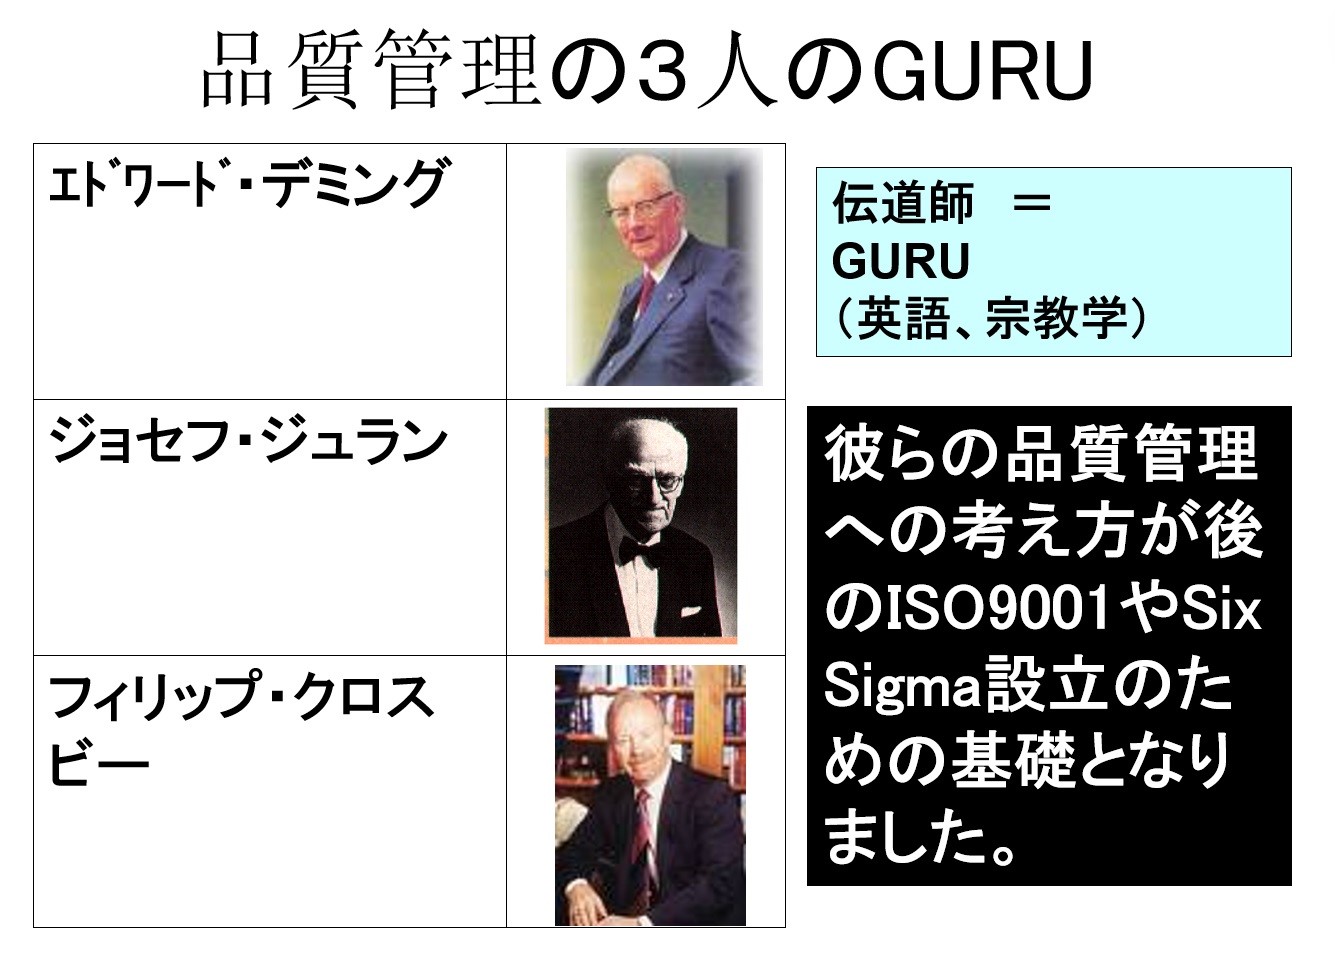 品質管理の３人のGURU
ｴﾄﾞﾜｰﾄﾞ・デミング
ジョセフ・ジュラン
フィリップ・クロス
ビー
伝道師　＝
GURU
（英語、宗教学）
彼らの品質管理
への考え方が後
のISO9001やSix
Sigma設立のた
めの基礎となり
ました。